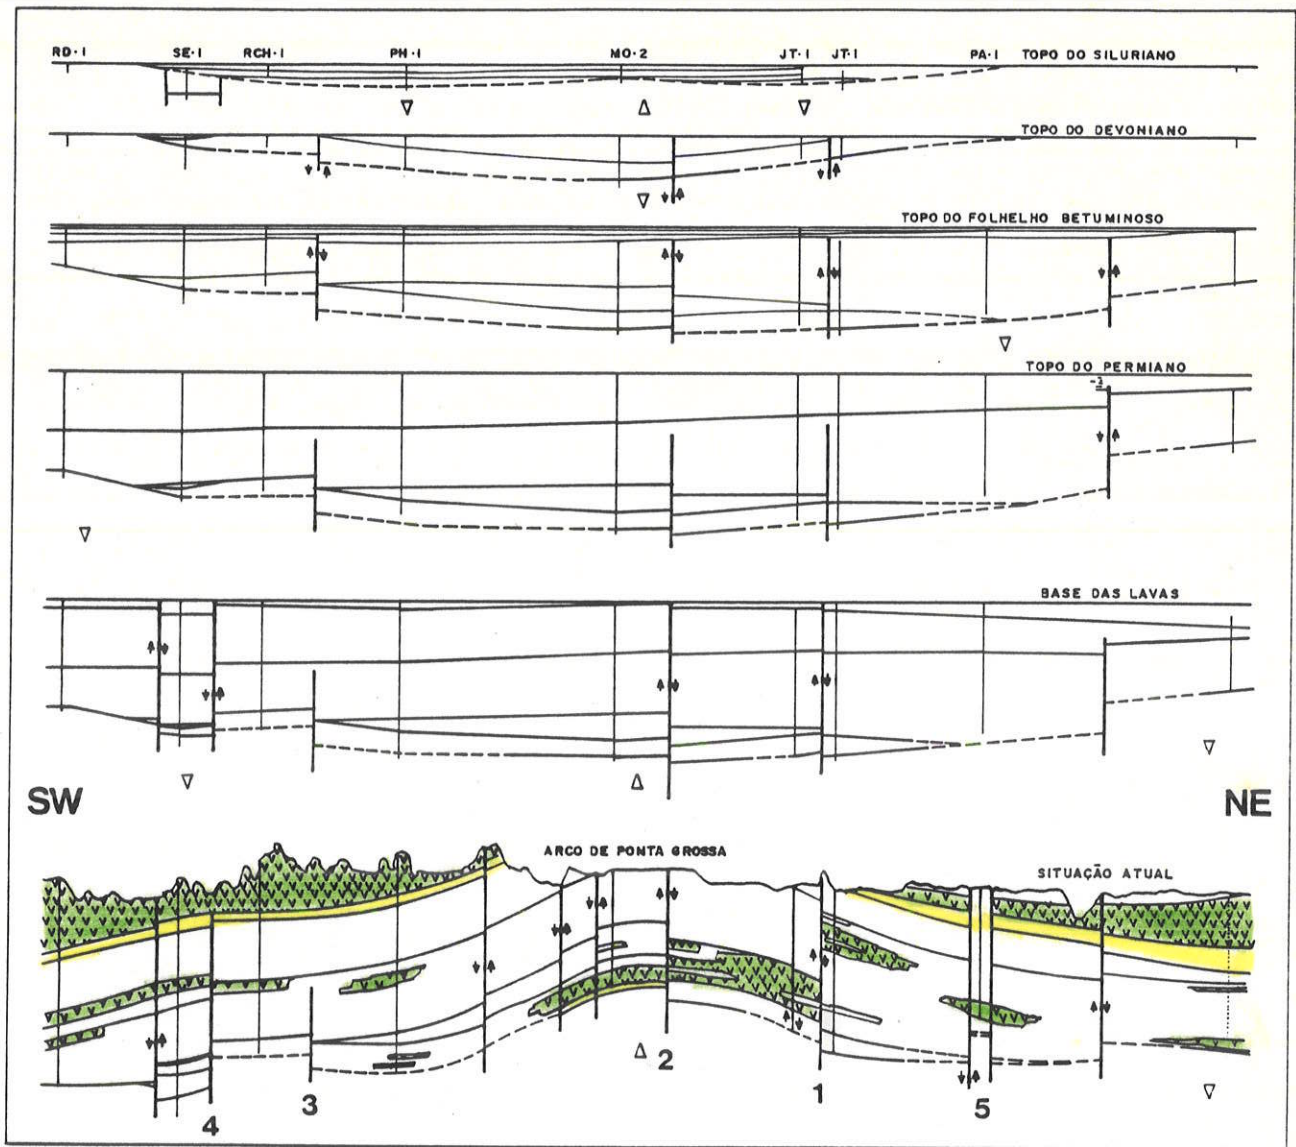 RD-1 SE-1 RCH-1 PH-1 MO-2 JT-1 JT-1 PA-1 TOPO DO SILURIANO
TOPO DO DEVONIANO
TOPO DO FOLHELHO BETUMINOSO
TOPO DO PERMIANO
BASE DAS LAVAS
SW NE
ARCO DE PONTA GROSSA
SITUAÇÃO ATUAL
2
4 3 1 5